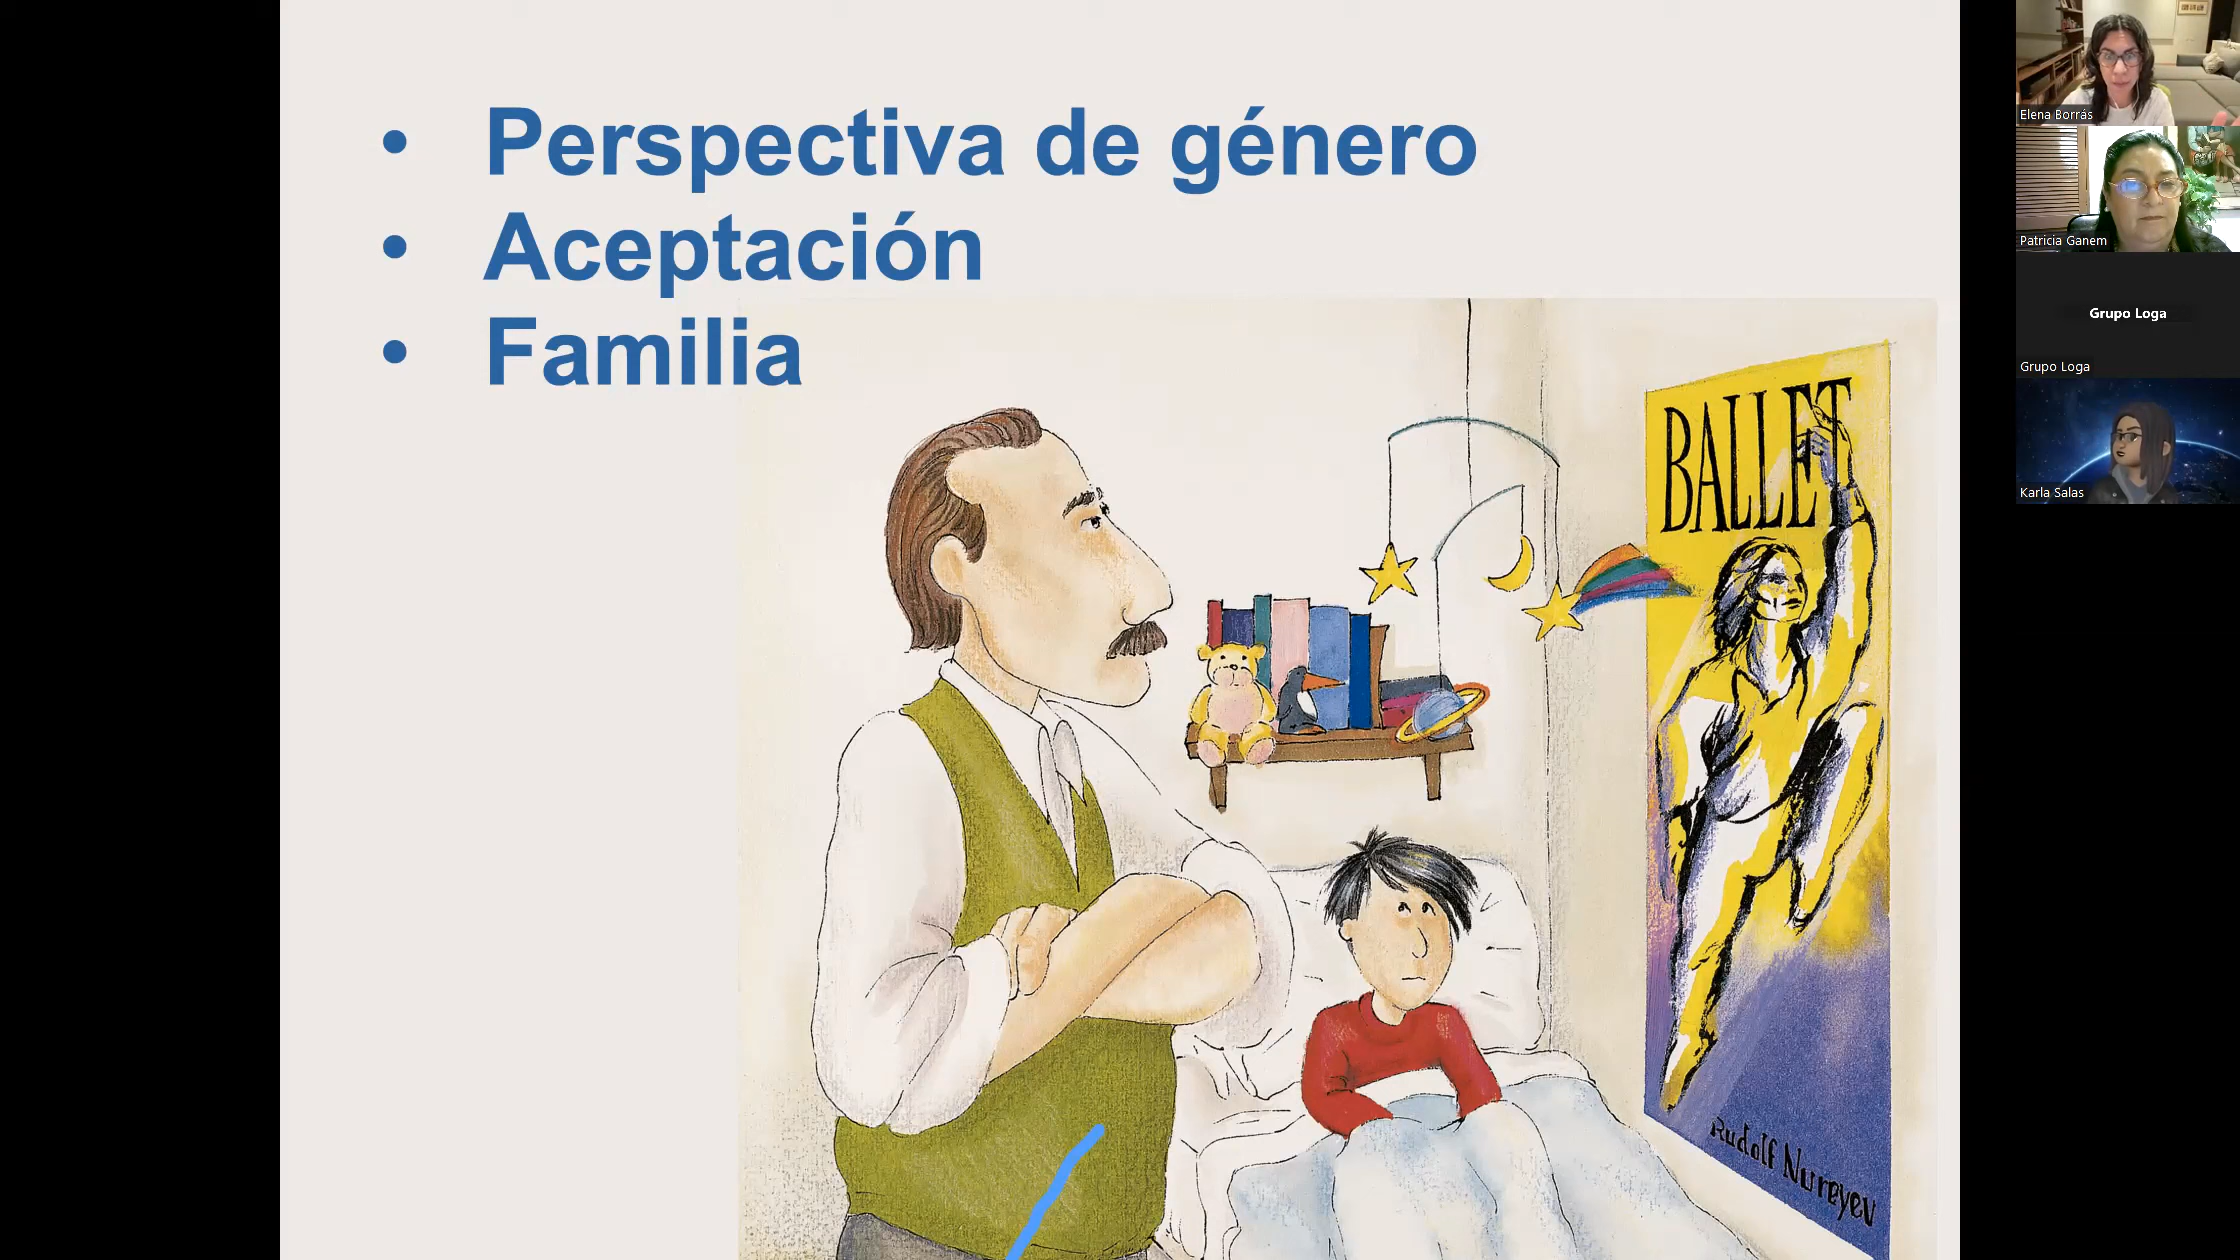 • Perspectiva de género
• Aceptación
• Familia
BALLET
Rudolf Nureyev
Elena Borrás
Patricia Ganem
Grupo Loga
Grupo Loga
Karla Salas